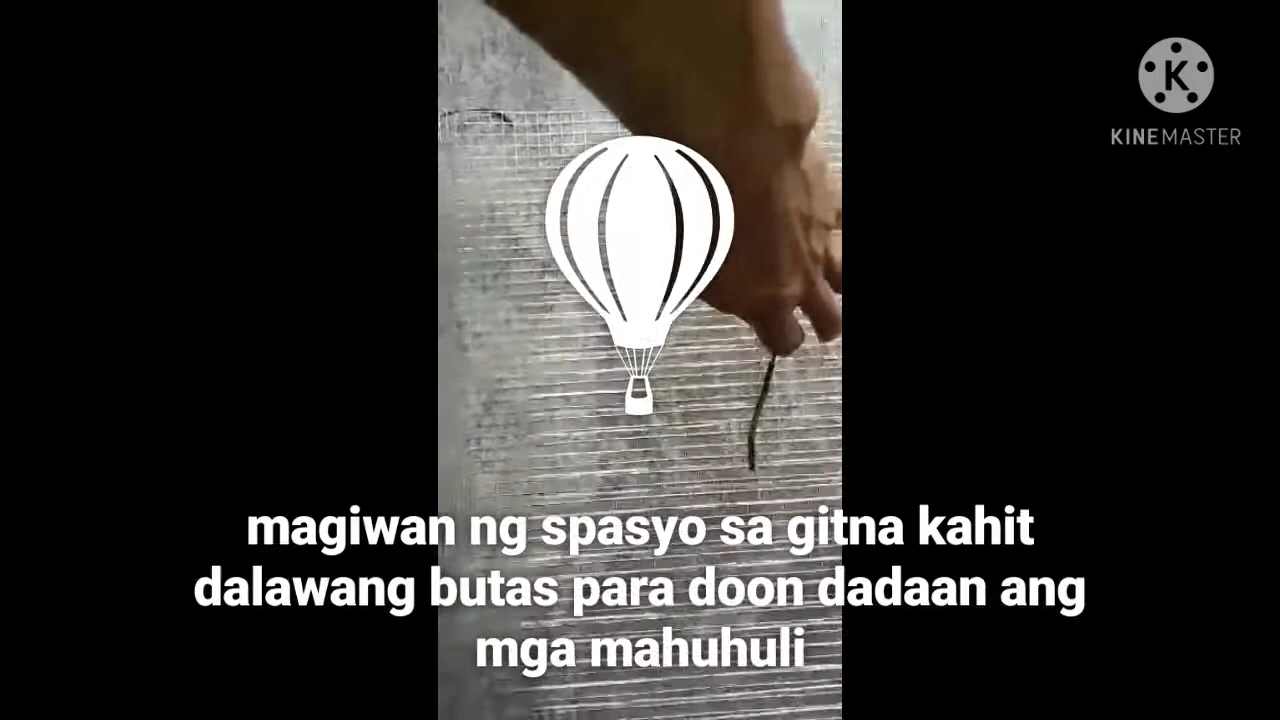 K
KINEMASTER
magiwan ng spasyo sa gitna kahit
dalawang butas para doon dadaan ang
mga mahuhuli